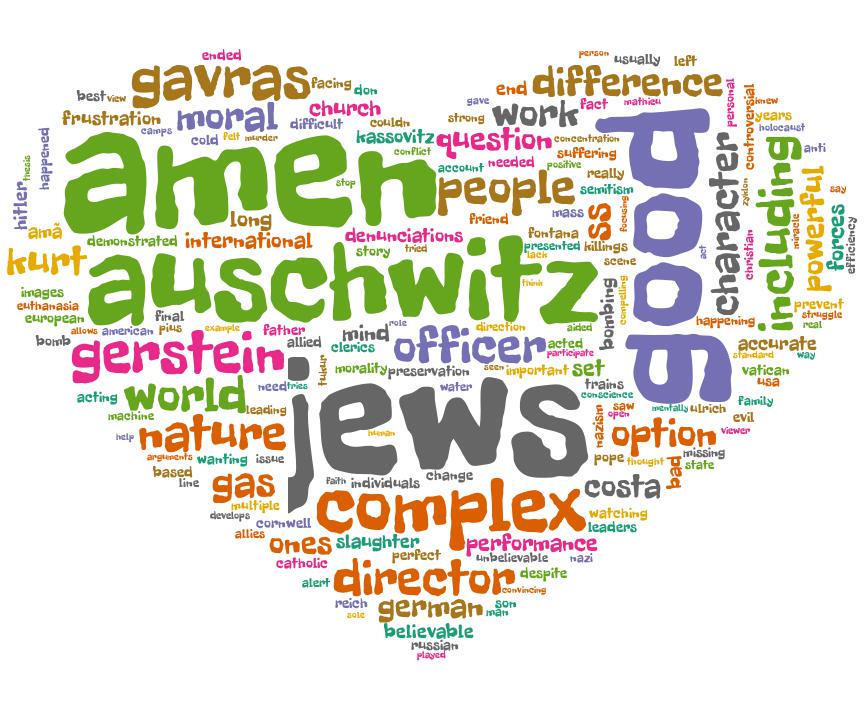 ended
person
usually
left
gavras
facing
don
end
difference
best
view
church
gave
strong
work
fact
mathieu
personal
knew
controversial
years
holocaust
frustration
moral
difficult
couldn
camps
cold
felt
murder
kassovitz
question
concentration
suffering
good
anti
happened
thesis
hitler
amen
conflict
account
needed
positive
really
semitism
character
zyklon
including
powerful
say
stop
people
mass
ss
focusing
amã
long
friend
fontana
christian
miracle
forces
efficiency
demonstrated
international
denunciations
presented
killings
act
kurt
auschwitz
story
tried
lack
scene
think
images
euthanasia
european
final
bombing
compelling
prevent
struggle
real
happening
allows
american
pius
example
father
role
direction
aided
bomb
gerstein
allied
mind
clerics
officer
acted
participate
accurate
standard
way
tukur
morality
preservation
seen
important
set
vatican
usa
acting
world
need
tries
jews
water
trains
conscience
family
machine
leading
nazism
saw
open
mentally
ulrich
evil
help
nature
human
option
viewer
arguments
wanting
issue
pope
thought
bad
missing
state
based
line
gas
faith
individuals
change
costa
multiple
develops
complex
watching
cornwell
leaders
allies
ones
slaughter
performance
perfect
unbelievable
nazi
catholic
alert
director
despite
convincing
reich
sole
german
son
man
believable
russian
played